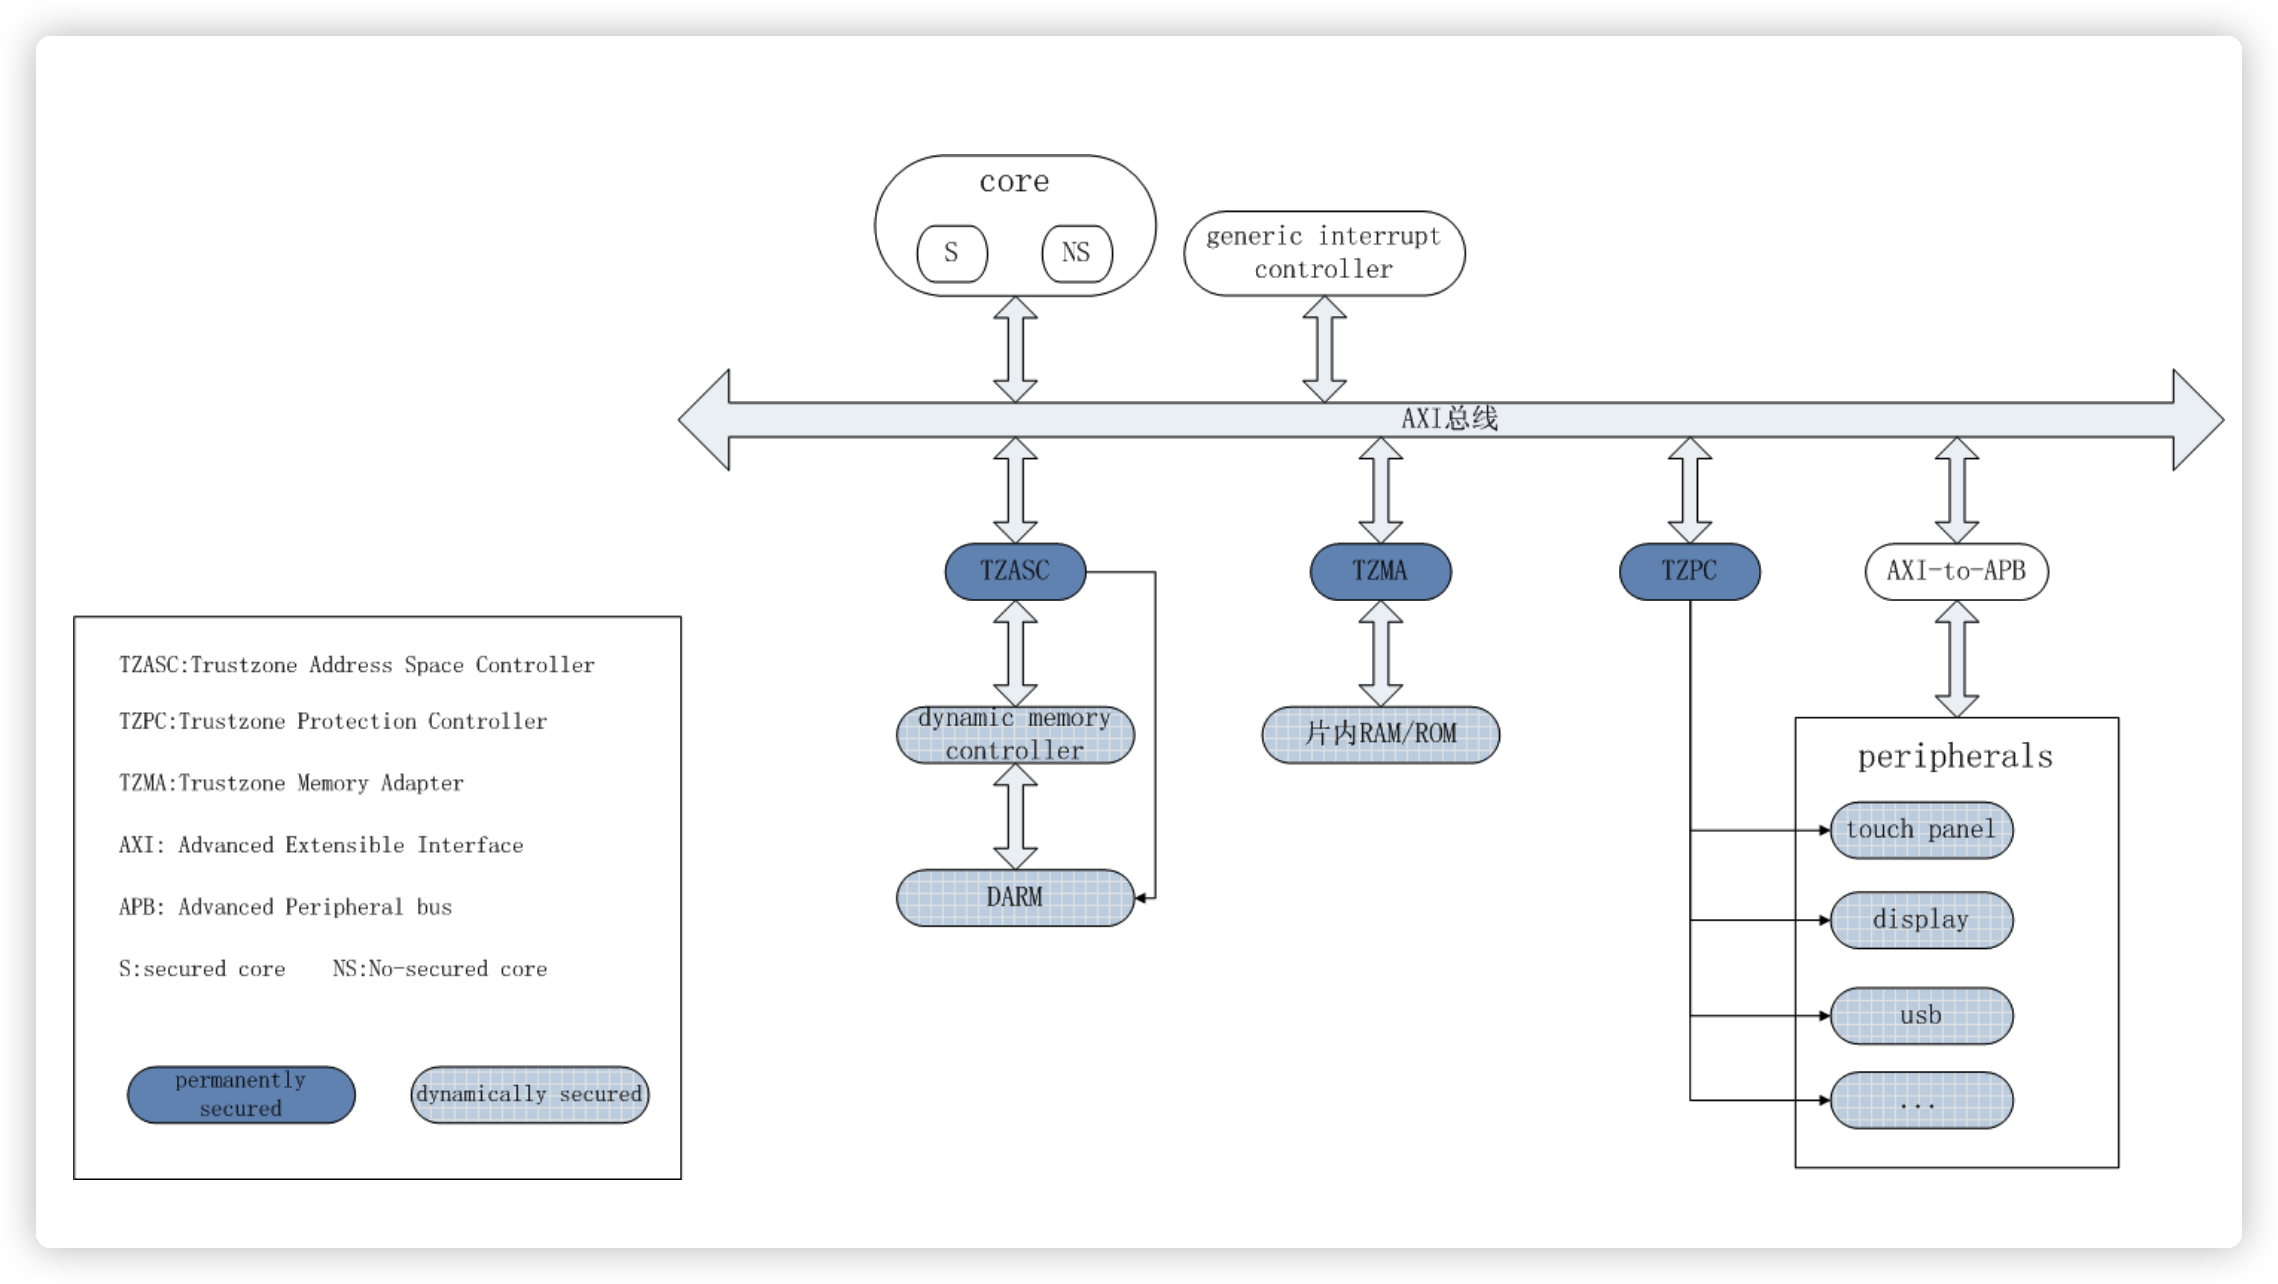 core
S
NS
generic interrupt
controller
AXI总线
TZASC
TZMA
TZPC
AXI-to-APB
dynamic memory
controller
片内RAM/ROM
DARM
peripherals
touch panel
display
usb
...
TZASC:Trustzone Address Space Controller
TZPC:Trustzone Protection Controller
TZMA:Trustzone Memory Adapter
AXI: Advanced Extensible Interface
APB: Advanced Peripheral bus
S:secured core    NS:No-secured core
permanently
secured
dynamically secured